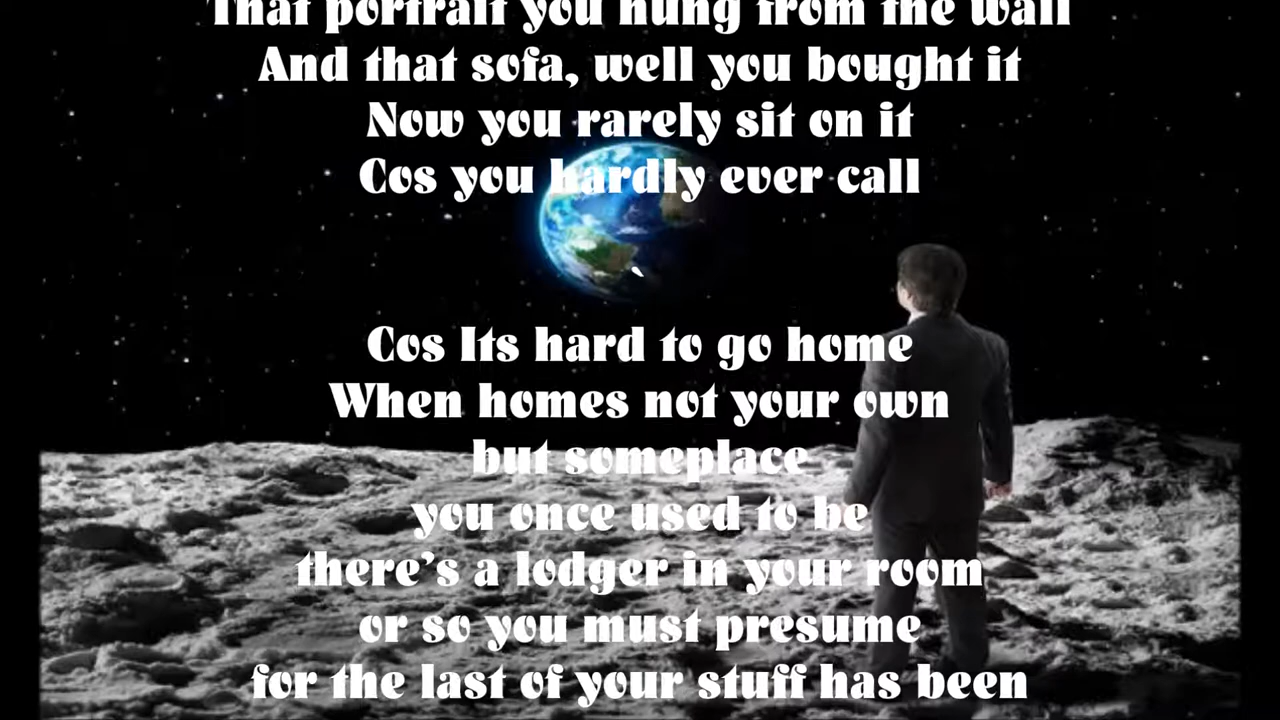 That portrait you hung from the wall
And that sofa, well you bought it
Now you rarely sit on it
Cos you hardly ever call
Cos Its hard to go home
When homes not your own
but someplace
you once used to be
there's a lodger in your room
or so you must presume
for the last of your stuff has been